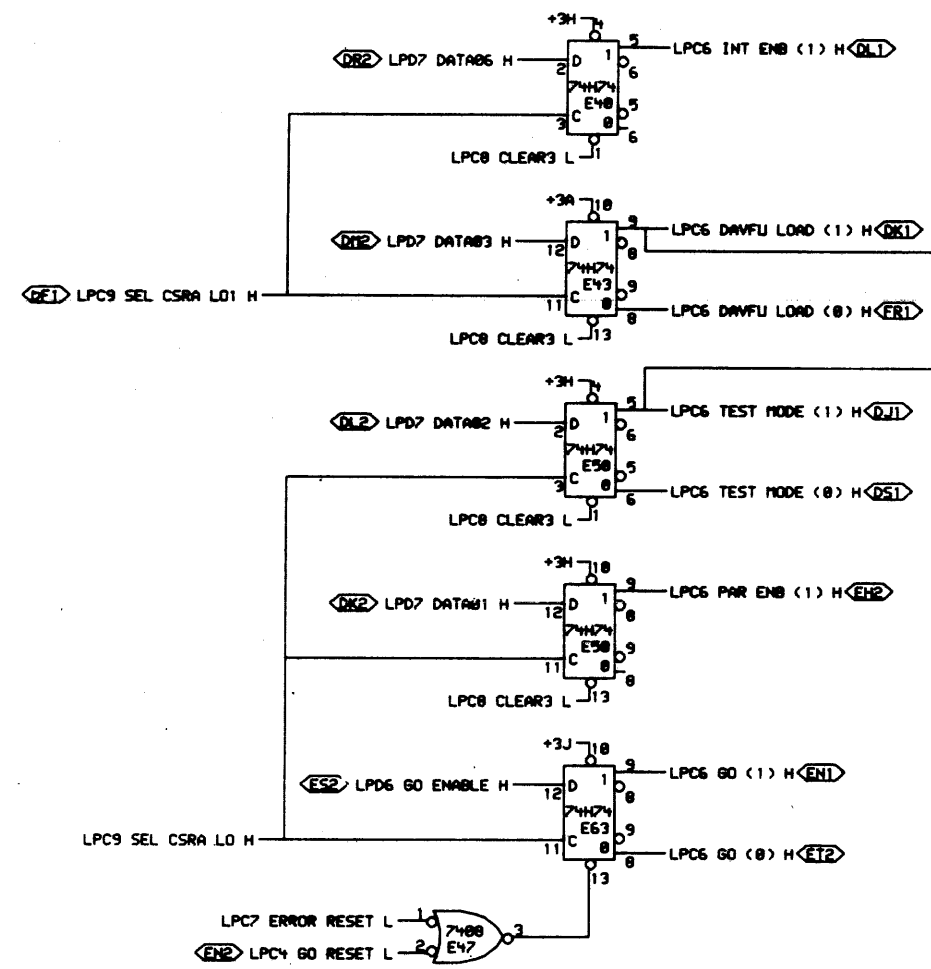 +3H 4
DR2 LPD7 DATA06 H 2 D 1 5 LPC6 INT ENB (1) H DL1
6
74H74
E40 5
3 C 0 6
LPC0 CLEAR3 L 1
+3A 10
DM2 LPD7 DATA03 H 12 D 1 9 LPC6 DAVFU LOAD (1) H DK1
8
74H74
E43 9
DF1 LPC9 SEL CSRA LO1 H 11 C 0 8 LPC6 DAVFU LOAD (0) H FR1
LPC0 CLEAR3 L 13
+3H 4
DL2 LPD7 DATA02 H 2 D 1 5 LPC6 TEST MODE (1) H DJ1
6
74H74
E50 5
3 C 0 6 LPC6 TEST MODE (0) H DS1
LPC0 CLEAR3 L 1
+3H 10
DK2 LPD7 DATA01 H 12 D 1 9 LPC6 PAR ENB (1) H EH2
8
74H74
E50 9
11 C 0 8
LPC0 CLEAR3 L 13
+3J 10
ES2 LPD6 GO ENABLE H 12 D 1 9 LPC6 GO (1) H EN1
8
74H74
E63 9
LPC9 SEL CSRA LO H 11 C 0 8 LPC6 GO (0) H ET2
13
LPC7 ERROR RESET L 1
7408 3
E47
EN2 LPC4 GO RESET L 2